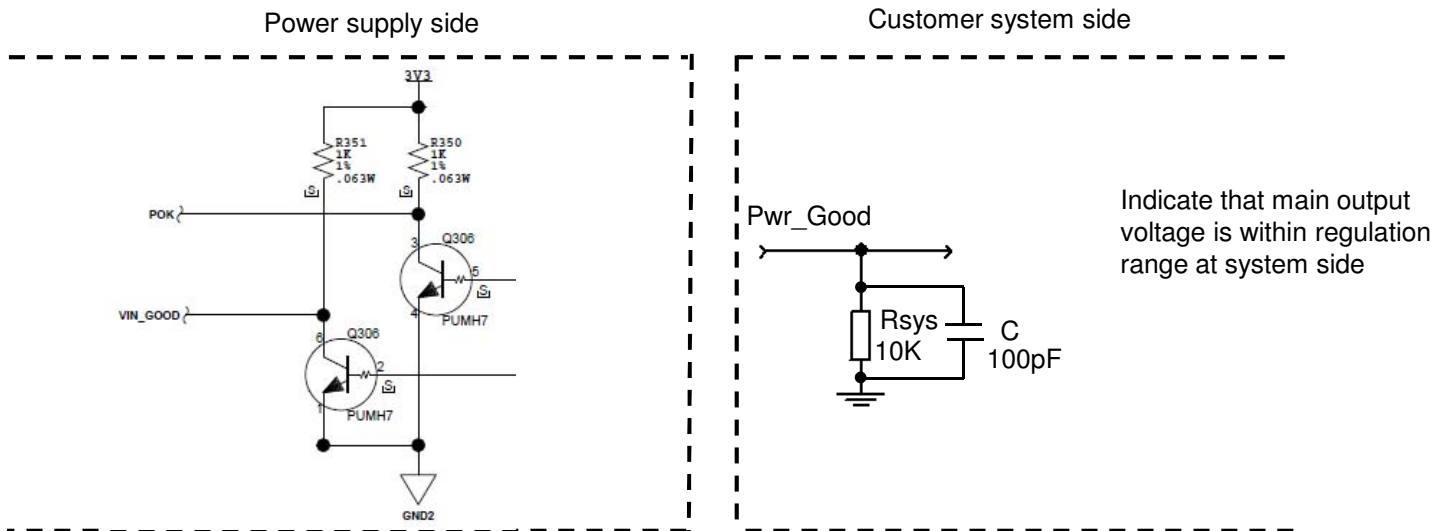 Power supply side
Customer system side
3V3
R351
1K
1%
.063W
S
R350
1K
1%
.063W
S
POK
3
Q306
5
S
4
PUMH7
VIN_GOOD
6
Q306
2
S
1
PUMH7
GND2
Pwr_Good
Rsys
10K
C
100pF
Indicate that main output
voltage is within regulation
range at system side